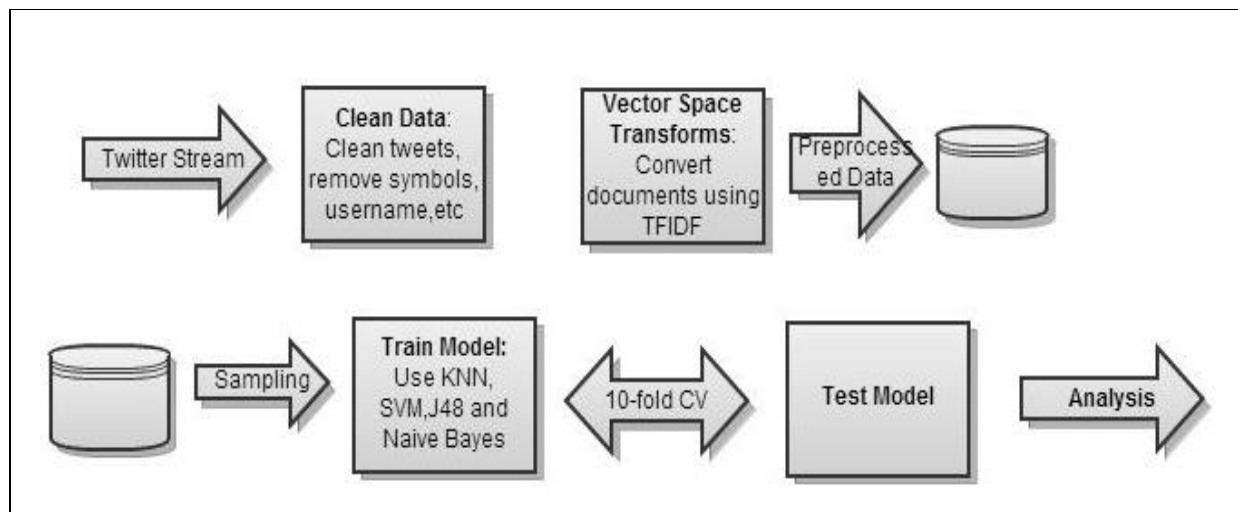 Twitter Stream
Clean Data:
Clean tweets,
remove symbols,
username,etc
Vector Space
Transforms:
Convert
documents using
TFIDF
Preprocess
ed Data
Sampling
Train Model:
Use KNN,
SVM,J48 and
Naive Bayes
10-fold CV
Test Model
Analysis